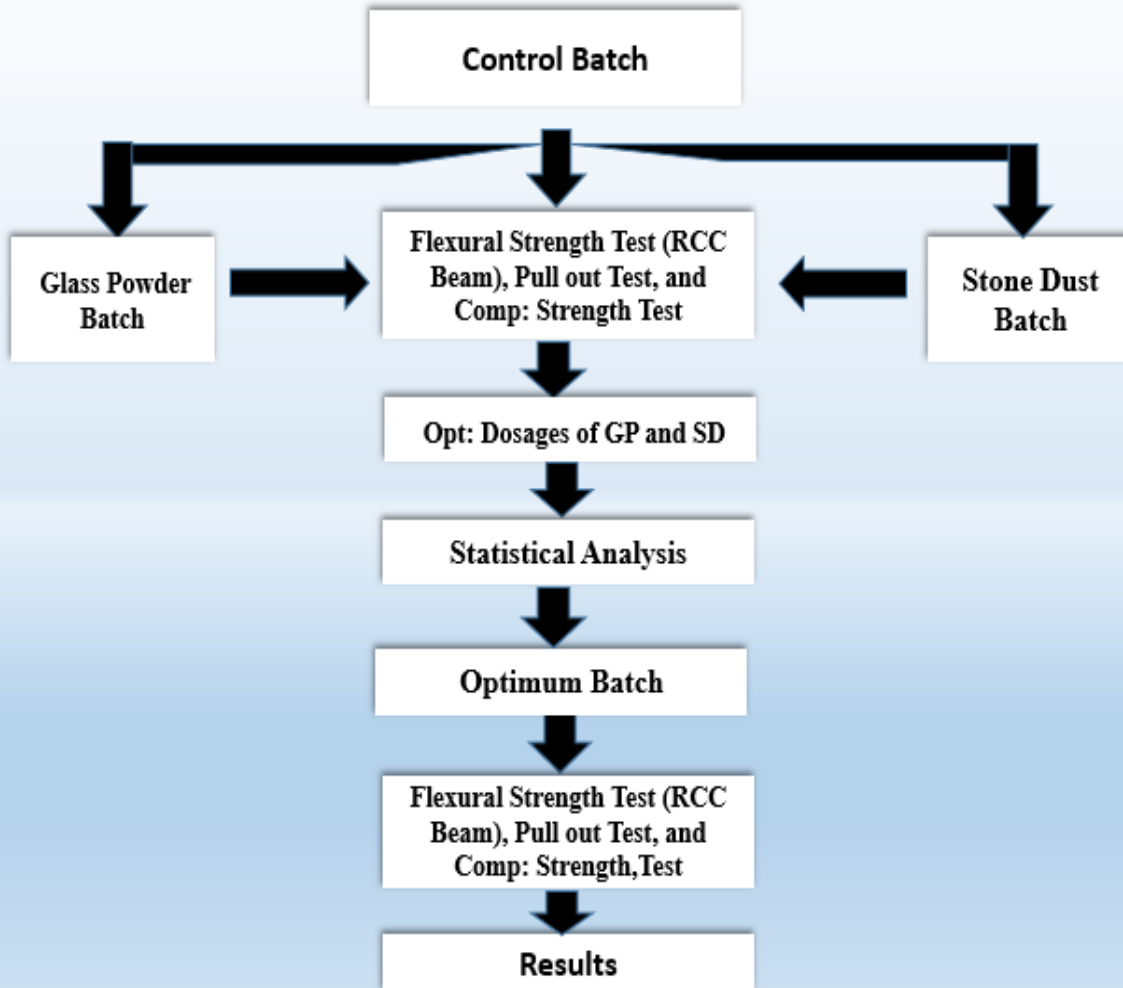 Control Batch
Glass Powder
Batch
Flexural Strength Test (RCC
Beam), Pull out Test, and
Comp: Strength Test
Stone Dust
Batch
Opt: Dosages of GP and SD
Statistical Analysis
Optimum Batch
Flexural Strength Test (RCC
Beam), Pull out Test, and
Comp: Strength,Test
Results